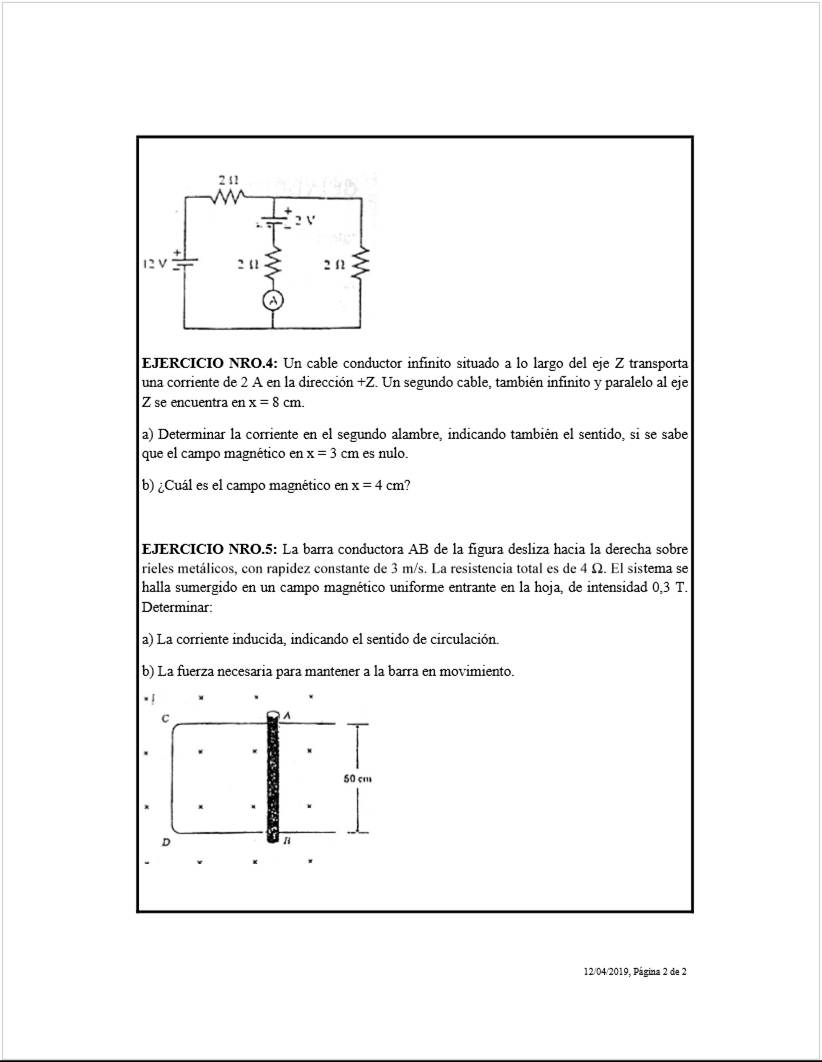 2 Ω
+
2 V
+
12 V
2 Ω
2 Ω
A
EJERCICIO NRO.4: Un cable conductor infinito situado a lo largo del eje Z transporta
una corriente de 2 A en la dirección +Z. Un segundo cable, también infinito y paralelo al eje
Z se encuentra en x = 8 cm.
a) Determinar la corriente en el segundo alambre, indicando también el sentido, si se sabe
que el campo magnético en x = 3 cm es nulo.
b) ¿Cuál es el campo magnético en x = 4 cm?
EJERCICIO NRO.5: La barra conductora AB de la figura desliza hacia la derecha sobre
rieles metálicos, con rapidez constante de 3 m/s. La resistencia total es de 4 Ω. El sistema se
halla sumergido en un campo magnético uniforme entrante en la hoja, de intensidad 0,3 T.
Determinar:
a) La corriente inducida, indicando el sentido de circulación.
b) La fuerza necesaria para mantener a la barra en movimiento.
C
A
50 cm
D
B
12/04/2019, Página 2 de 2